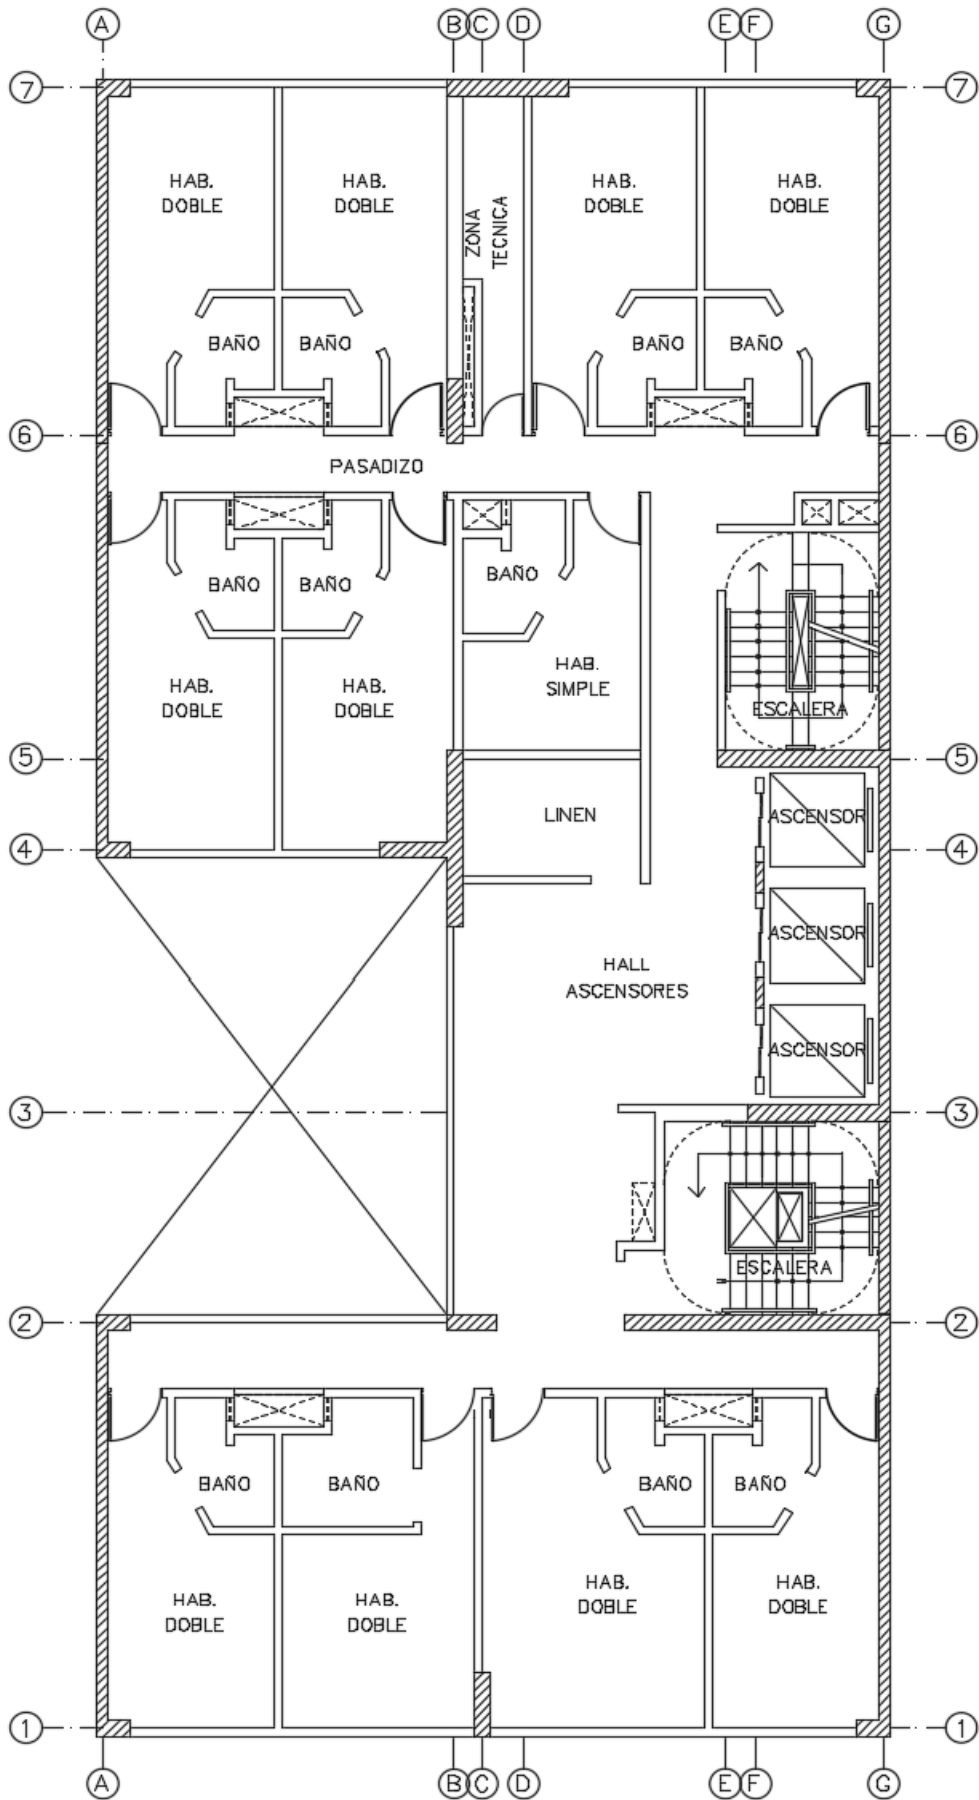 A B C D E F G
7 7
HAB.
DOBLE
HAB.
DOBLE
ZONA
TECNICA
HAB.
DOBLE
HAB.
DOBLE
BAÑO
BAÑO
BAÑO
BAÑO
6 6
PASADIZO
BAÑO
BAÑO
BAÑO
HAB.
DOBLE
HAB.
DOBLE
HAB.
SIMPLE
ESCALERA
5 5
LINEN
ASCENSOR
4 4
ASCENSOR
HALL
ASCENSORES
ASCENSOR
3 3
ESCALERA
2 2
BAÑO
BAÑO
BAÑO
BAÑO
HAB.
DOBLE
HAB.
DOBLE
HAB.
DOBLE
HAB.
DOBLE
1 1
A B C D E F G